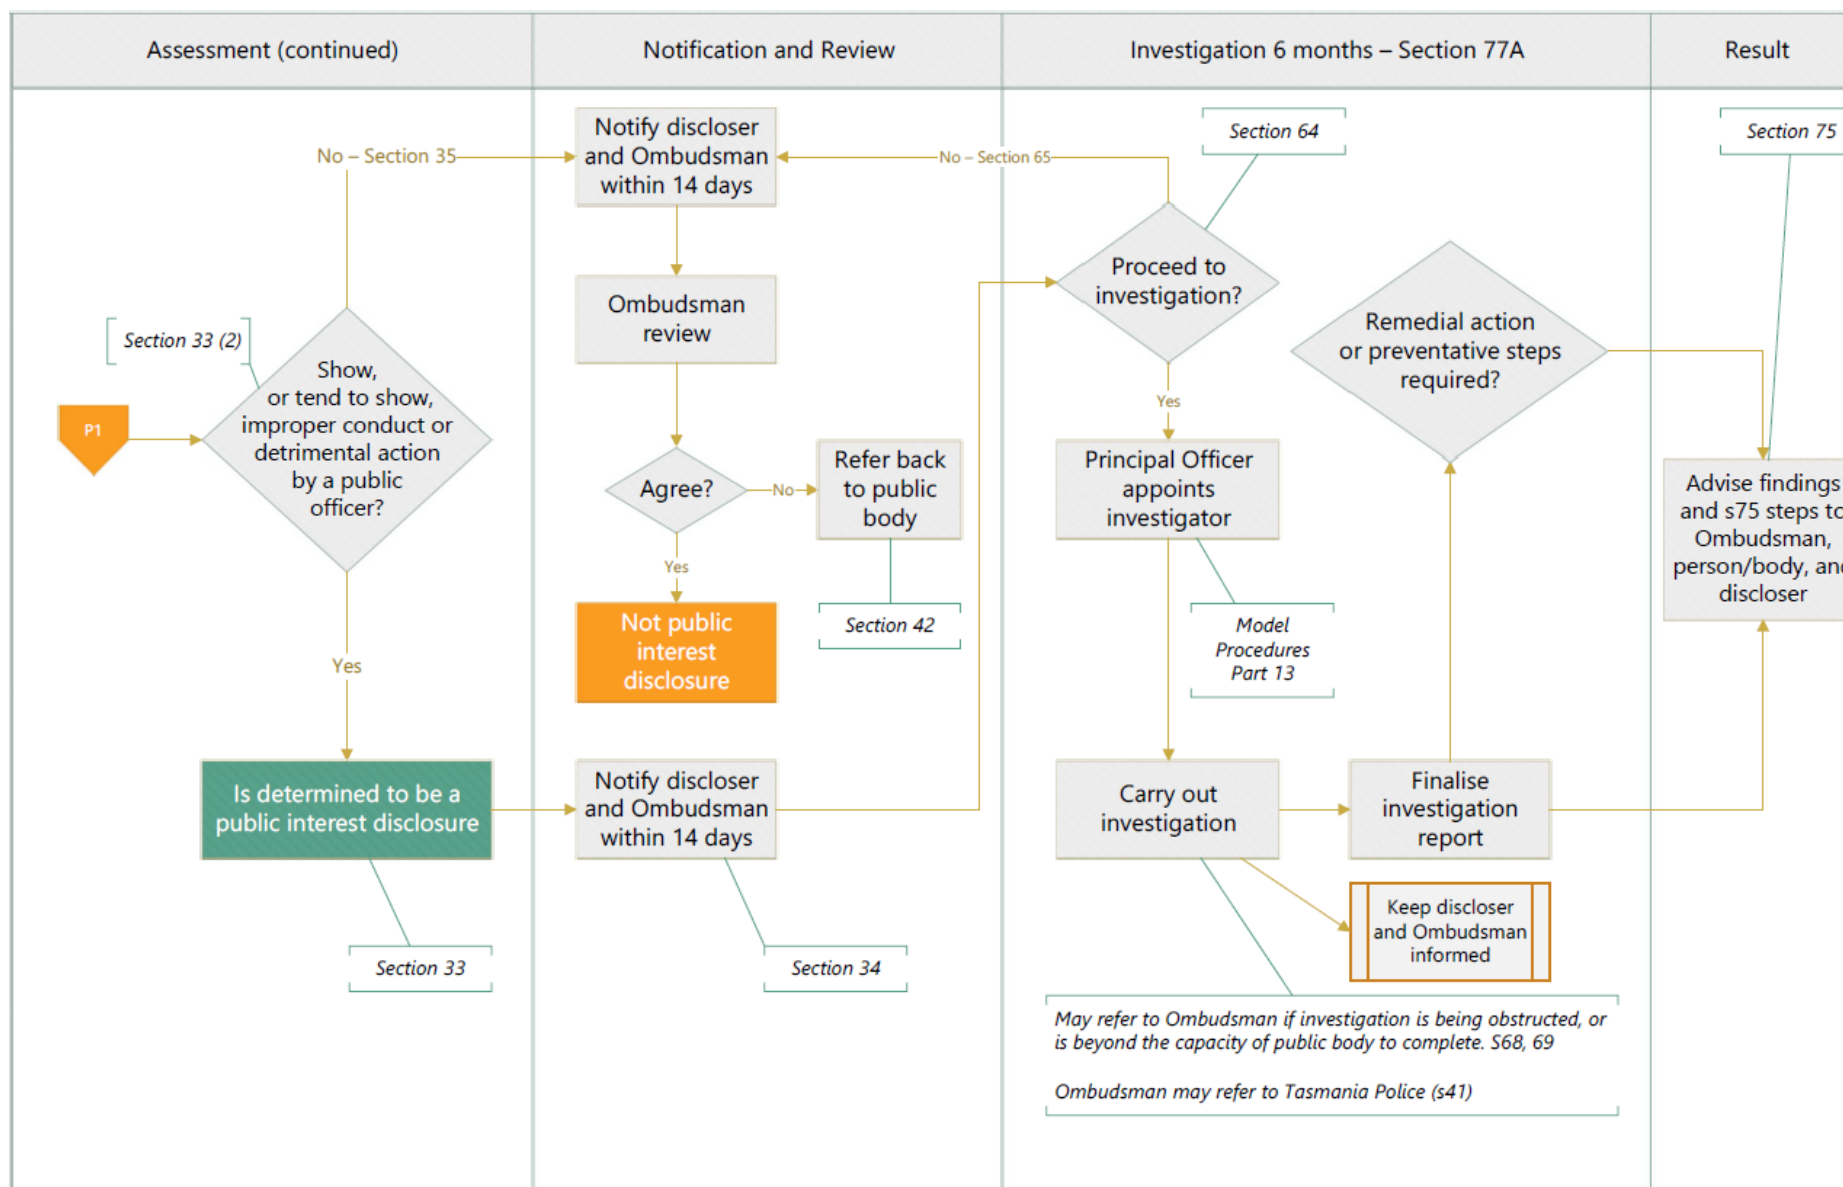 Assessment (continued)
Notification and Review
Investigation 6 months – Section 77A
Result
No – Section 35
Section 33 (2)
P1
Show,
or tend to show,
improper conduct or
detrimental action
by a public
officer?
Yes
Is determined to be a
public interest disclosure
Section 33
Notify discloser
and Ombudsman
within 14 days
Ombudsman
review
Agree?
No
Refer back
to public
body
Section 42
Yes
Not public
interest
disclosure
Notify discloser
and Ombudsman
within 14 days
Section 34
No – Section 65
Section 64
Proceed to
investigation?
Yes
Principal Officer
appoints
investigator
Model
Procedures
Part 13
Carry out
investigation
Finalise
investigation
report
Keep discloser
and Ombudsman
informed
May refer to Ombudsman if investigation is being obstructed, or
is beyond the capacity of public body to complete. S68, 69
Ombudsman may refer to Tasmania Police (s41)
Remedial action
or preventative steps
required?
Section 75
Advise findings
and s75 steps to
Ombudsman,
person/body, and
discloser